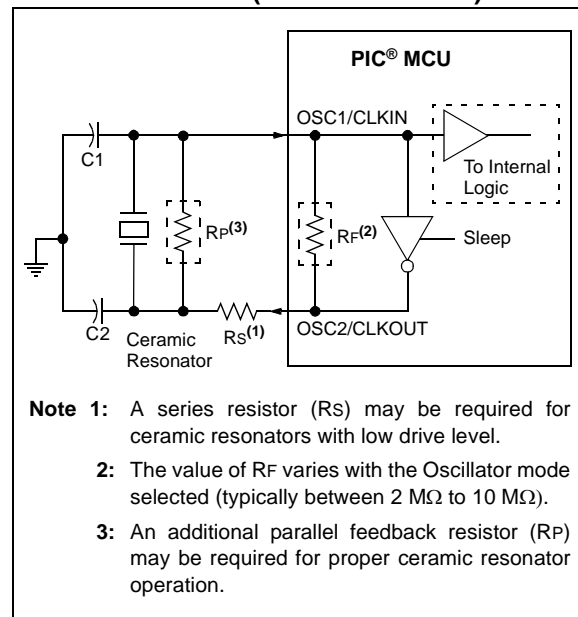 PIC® MCU
OSC1/CLKIN
C1
To Internal
Logic
RP(3)
RF(2)
Sleep
C2
Ceramic
Resonator
RS(1)
OSC2/CLKOUT
Note 1: A series resistor (RS) may be required for
ceramic resonators with low drive level.
2: The value of RF varies with the Oscillator mode
selected (typically between 2 MΩ to 10 MΩ).
3: An additional parallel feedback resistor (RP)
may be required for proper ceramic resonator
operation.